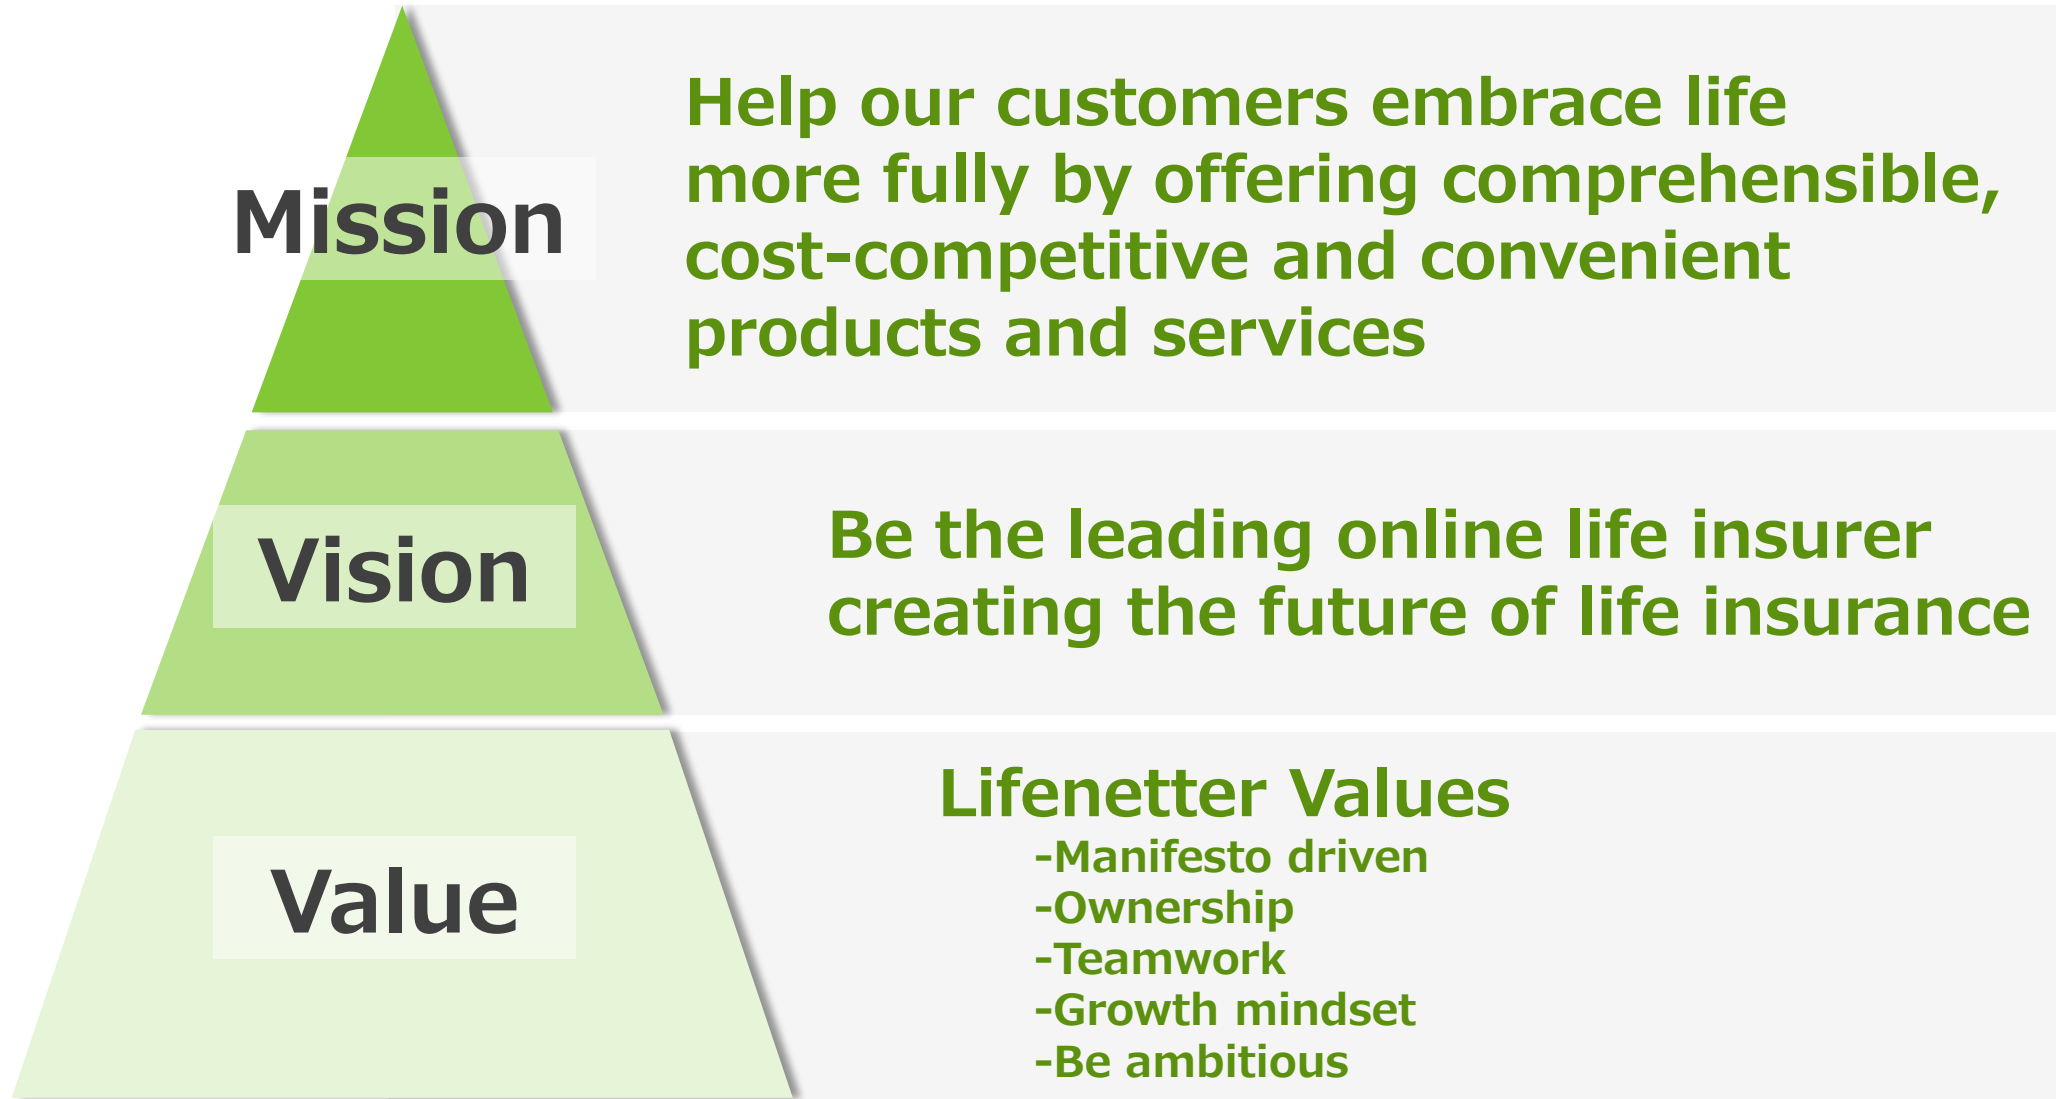 Mission
Help our customers embrace life
more fully by offering comprehensible,
cost-competitive and convenient
products and services
Vision
Be the leading online life insurer
creating the future of life insurance
Value
Lifenetter Values
-Manifesto driven
-Ownership
-Teamwork
-Growth mindset
-Be ambitious